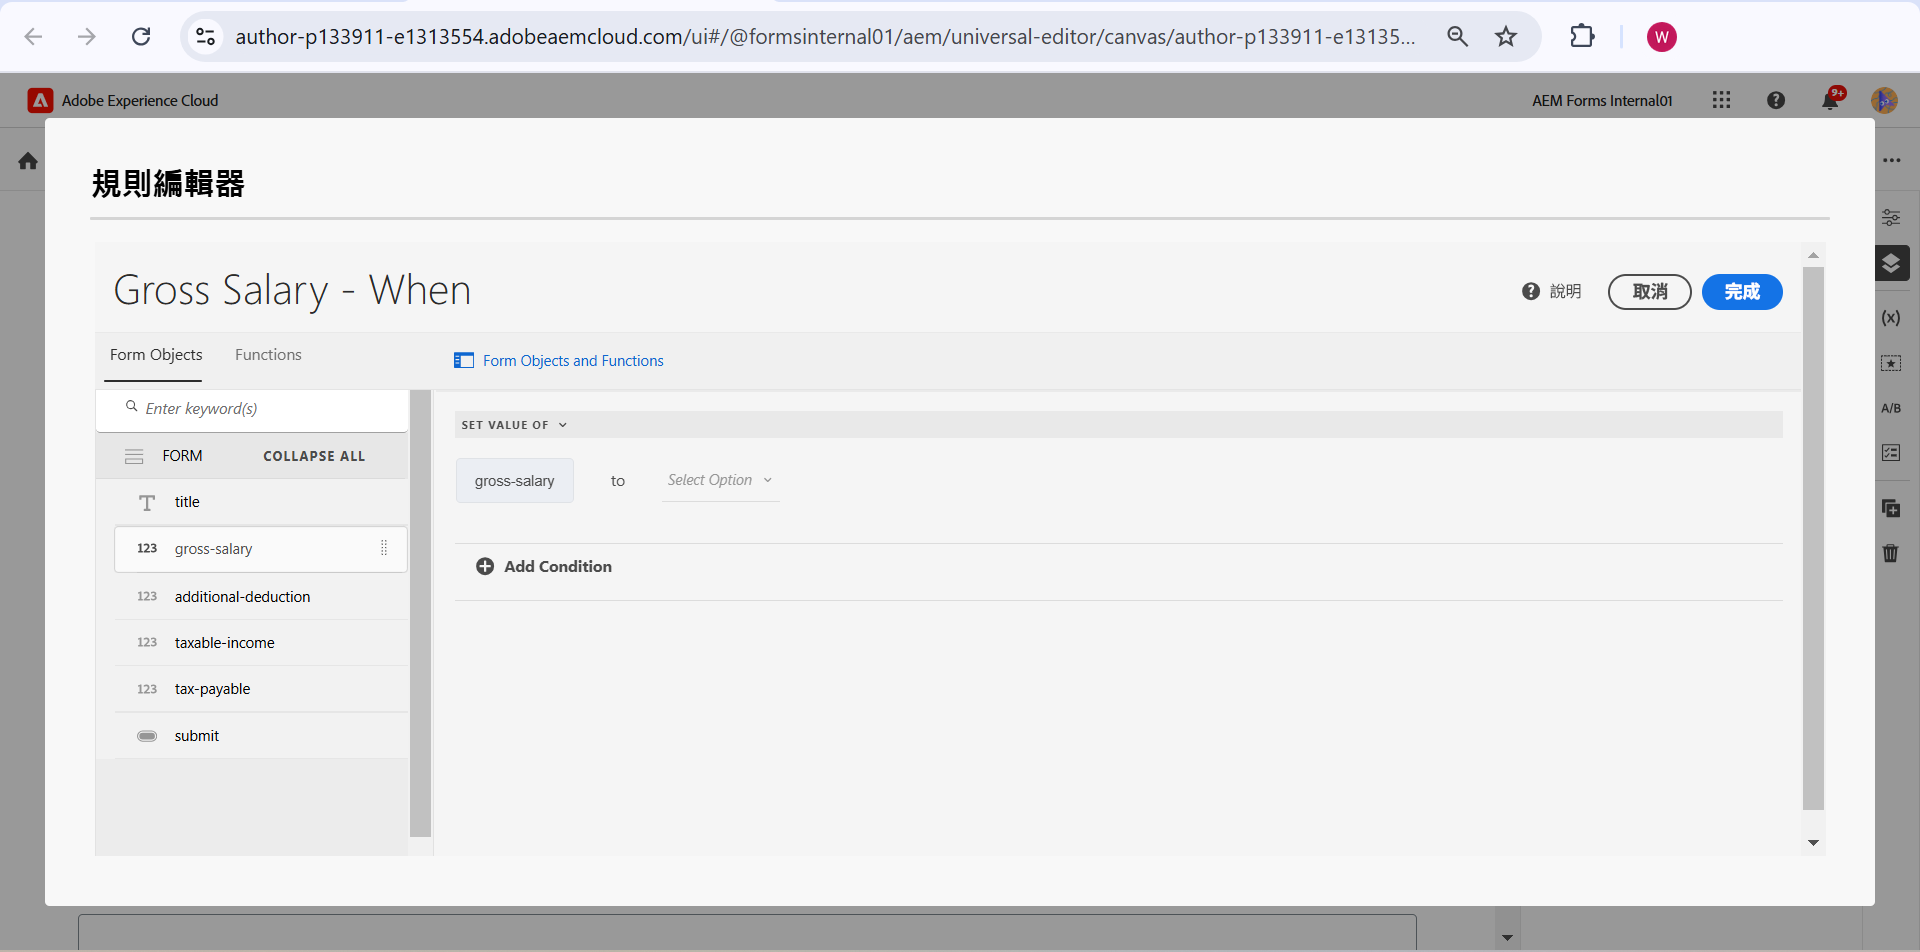 author-p133911-e1313554.adobeaemcloud.com/ui#/@formsinternal01/aem/universal-editor/canvas/author-p133911-e13135...
W
Adobe Experience Cloud
AEM Forms Internal01
9+
規則編輯器
Gross Salary - When
說明
取消
完成
Form Objects
Functions
Form Objects and Functions
Enter keyword(s)
SET VALUE OF
FORM
COLLAPSE ALL
gross-salary
to
Select Option
T title
123 gross-salary
Add Condition
123 additional-deduction
123 taxable-income
123 tax-payable
submit
(x)
A/B